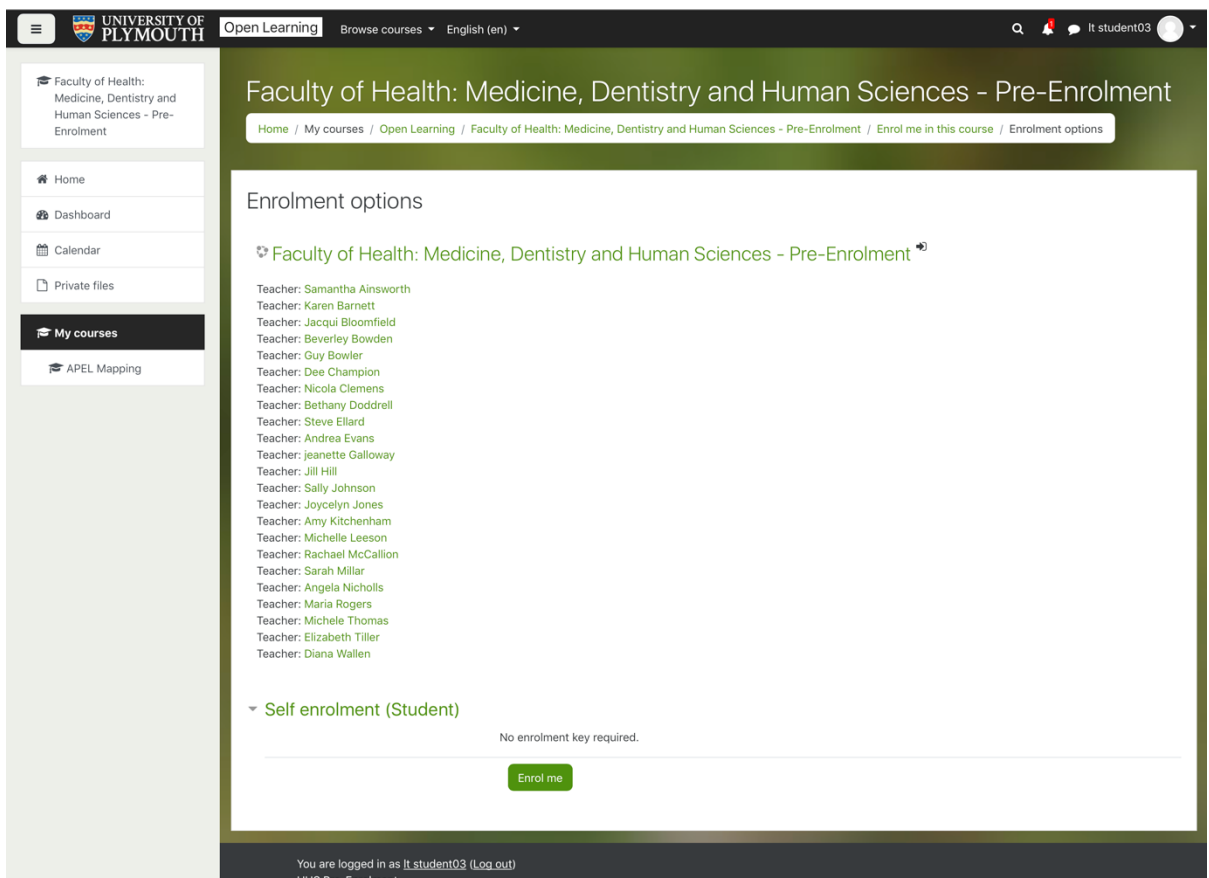 UNIVERSITY OF
PLYMOUTH
Open Learning
Browse courses
English (en)
1
It student03
Faculty of Health:
Medicine, Dentistry and
Human Sciences - Pre-
Enrolment
Home
Dashboard
Calendar
Private files
My courses
APEL Mapping
Faculty of Health: Medicine, Dentistry and Human Sciences - Pre-Enrolment
Home / My courses / Open Learning / Faculty of Health: Medicine, Dentistry and Human Sciences - Pre-Enrolment / Enrol me in this course / Enrolment options
Enrolment options
Faculty of Health: Medicine, Dentistry and Human Sciences - Pre-Enrolment
Teacher: Samantha Ainsworth
Teacher: Karen Barnett
Teacher: Jacqui Bloomfield
Teacher: Beverley Bowden
Teacher: Guy Bowler
Teacher: Dee Champion
Teacher: Nicola Clemens
Teacher: Bethany Doddrell
Teacher: Steve Ellard
Teacher: Andrea Evans
Teacher: jeanette Galloway
Teacher: Jill Hill
Teacher: Sally Johnson
Teacher: Joycelyn Jones
Teacher: Amy Kitchenham
Teacher: Michelle Leeson
Teacher: Rachael McCallion
Teacher: Sarah Millar
Teacher: Angela Nicholls
Teacher: Maria Rogers
Teacher: Michele Thomas
Teacher: Elizabeth Tiller
Teacher: Diana Wallen
Self enrolment (Student)
No enrolment key required.
Enrol me
You are logged in as lt student03 (Log out)